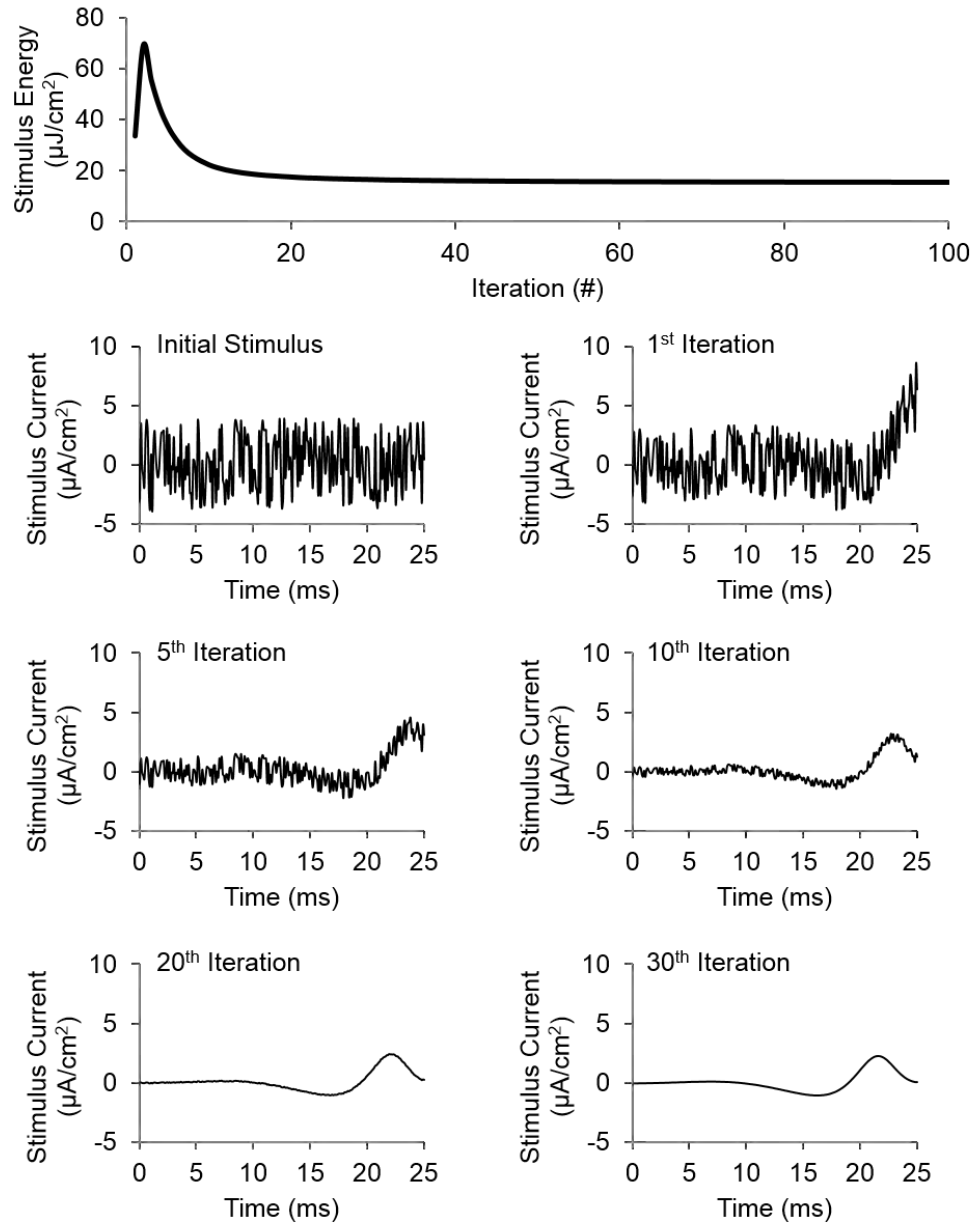 Stimulus Energy
(µJ/cm²)
80
60
40
20
0
0 20 40 60 80 100
Iteration (#)
Initial Stimulus
Stimulus Current
(µA/cm²)
10
5
0
-5
0 5 10 15 20 25
Time (ms)
1st Iteration
Stimulus Current
(µA/cm²)
10
5
0
-5
0 5 10 15 20 25
Time (ms)
5th Iteration
Stimulus Current
(µA/cm²)
10
5
0
-5
0 5 10 15 20 25
Time (ms)
10th Iteration
Stimulus Current
(µA/cm²)
10
5
0
-5
0 5 10 15 20 25
Time (ms)
20th Iteration
Stimulus Current
(µA/cm²)
10
5
0
-5
0 5 10 15 20 25
Time (ms)
30th Iteration
Stimulus Current
(µA/cm²)
10
5
0
-5
0 5 10 15 20 25
Time (ms)